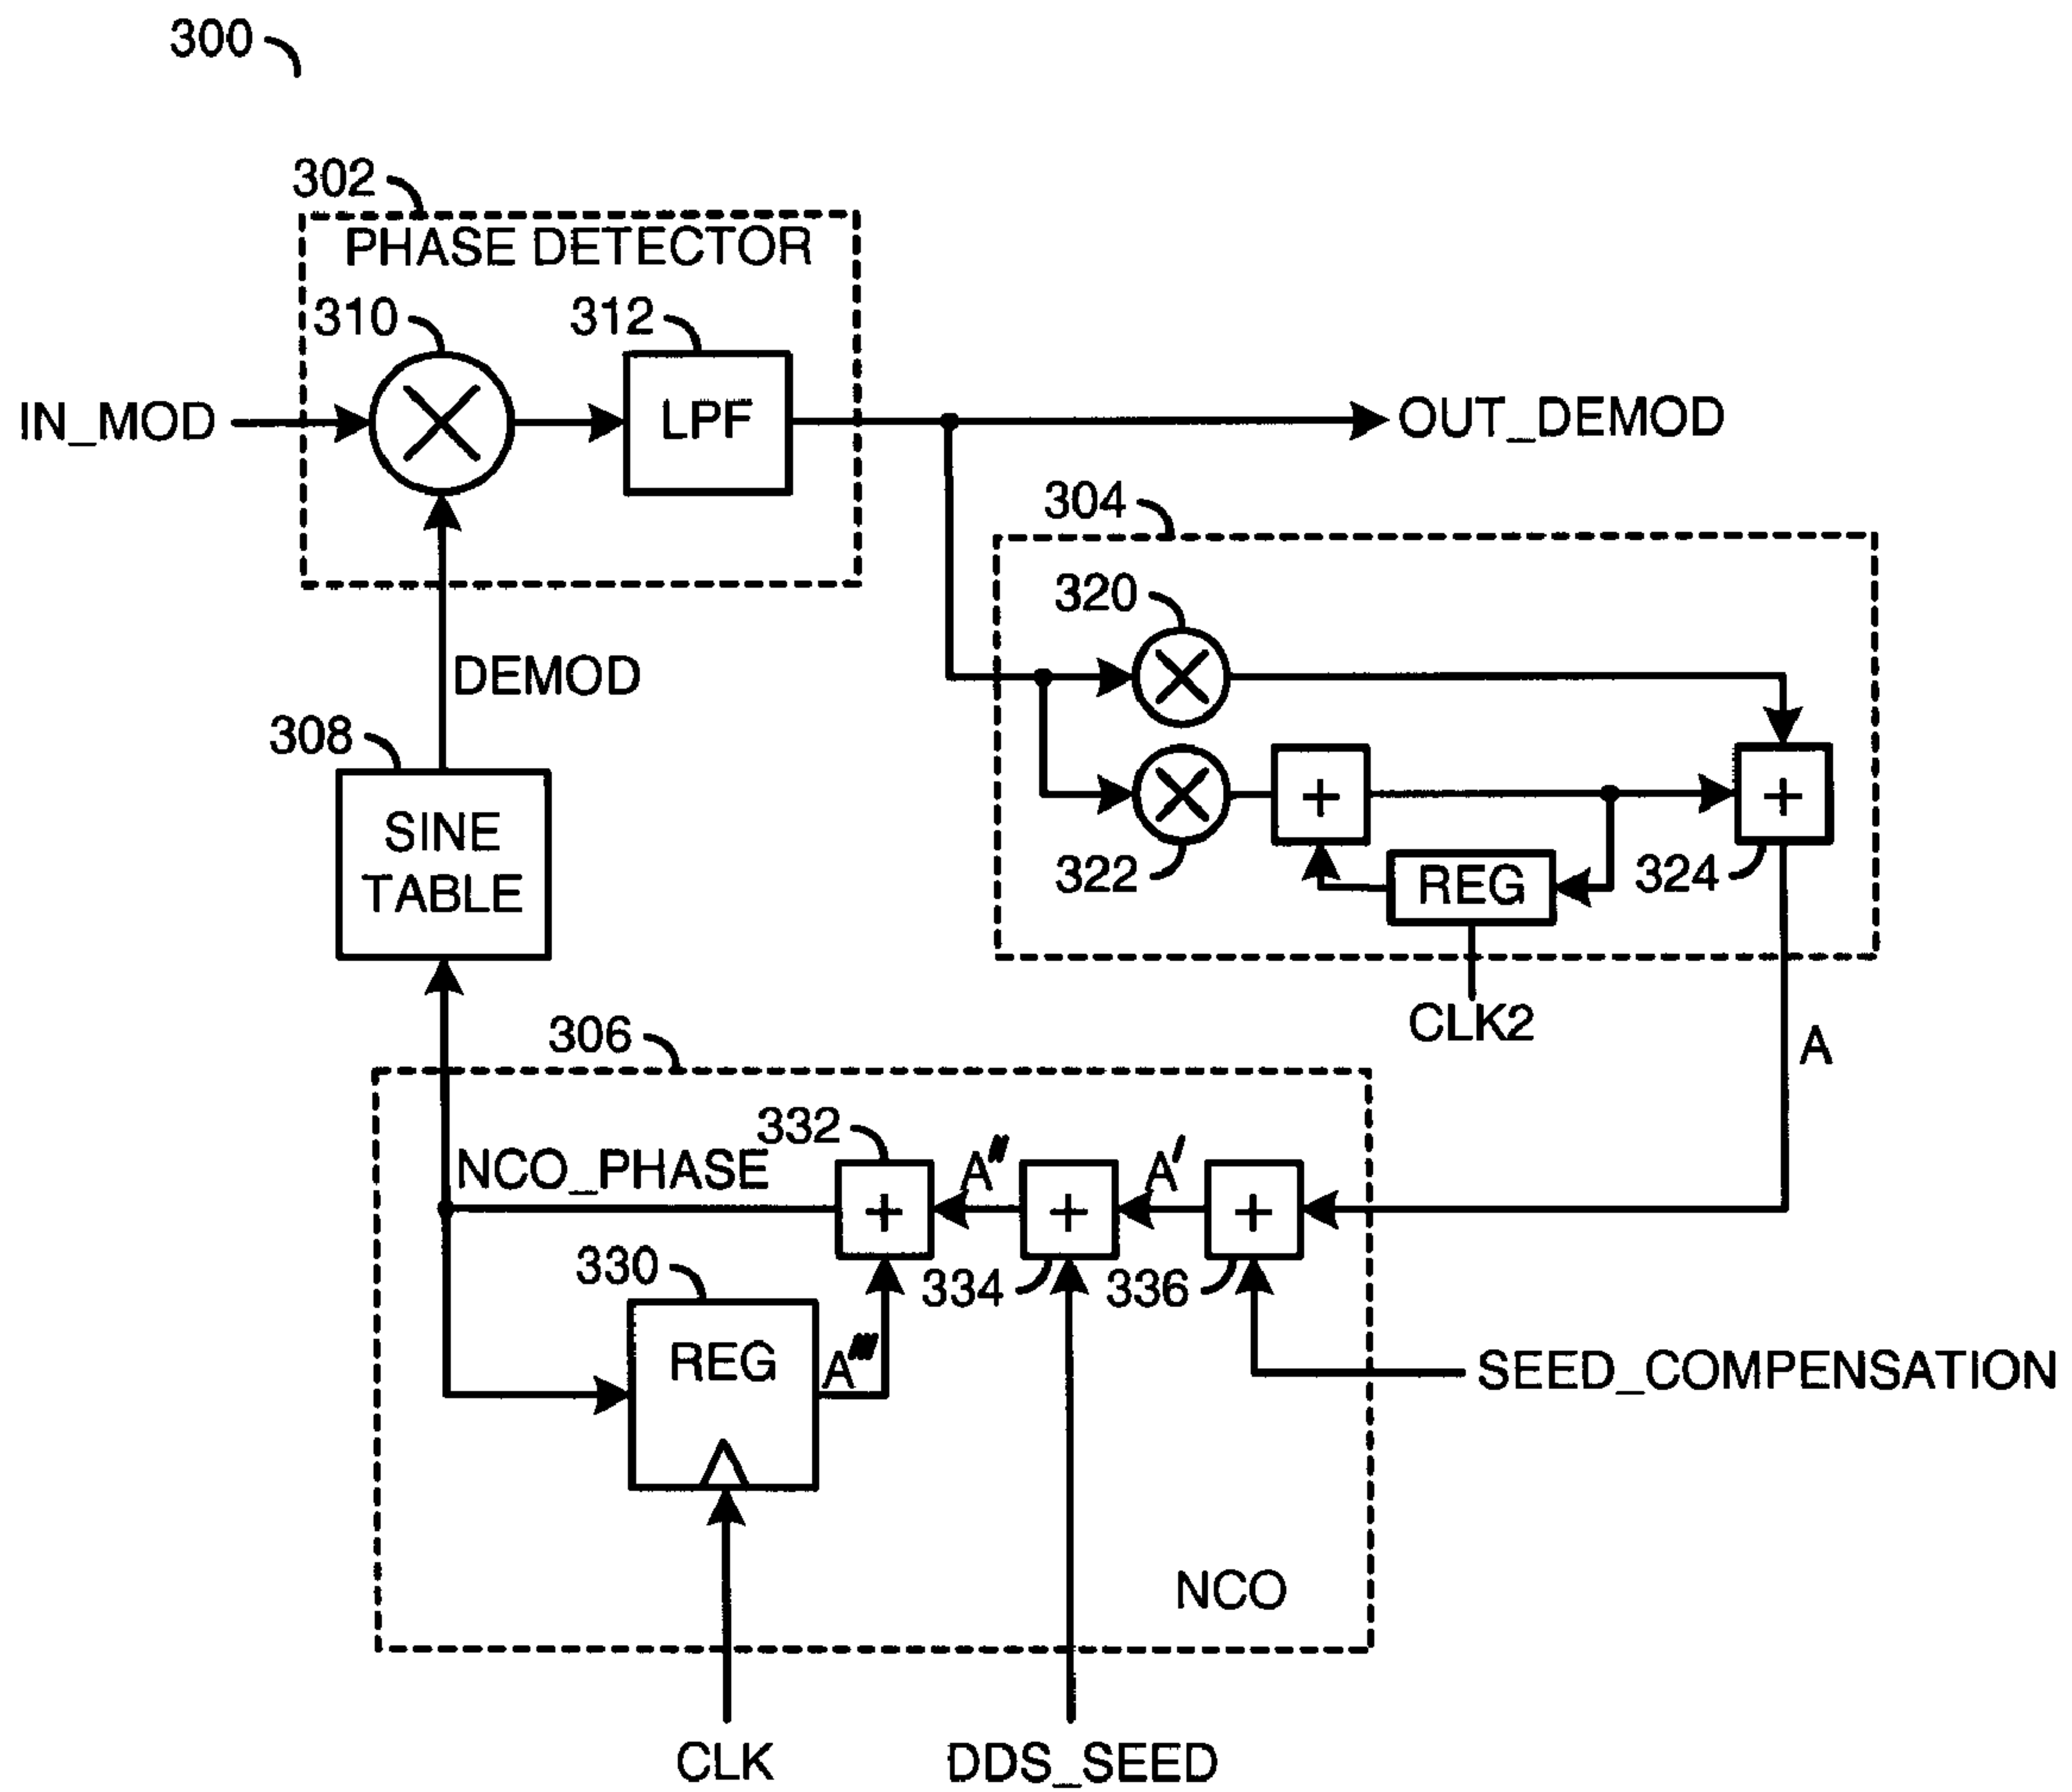 300
302
PHASE DETECTOR
310
312
IN_MOD
LPF
OUT_DEMOD
304
320
DEMOD
308
SINE
TABLE
+
+
322
REG
324
CLK2
A
306
332
NCO_PHASE
A''
A'
+
+
+
330
334
336
REG
A''''
SEED_COMPENSATION
NCO
CLK
DDS_SEED